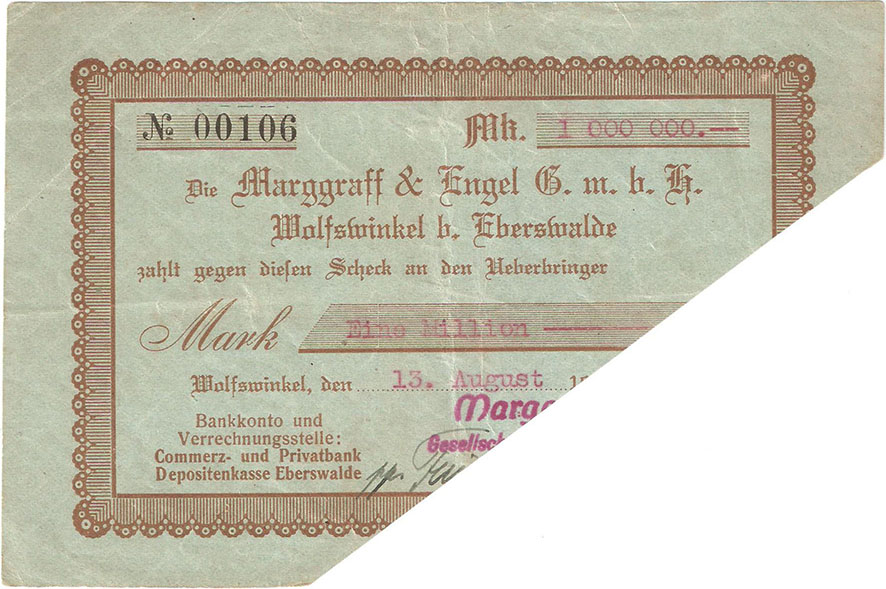 № 00106 Mk. 1 000 000.--
Die Marggraff & Engel G. m. b. H.
Wolfswinkel b. Eberswalde
zahlt gegen diesen Scheck an den Ueberbringer
Mark Eine Million
Wolfswinkel, den 13. August
Bankkonto und
Verrechnungsstelle:
Commerz- und Privatbank
Depositenkasse Eberswalde
pp.